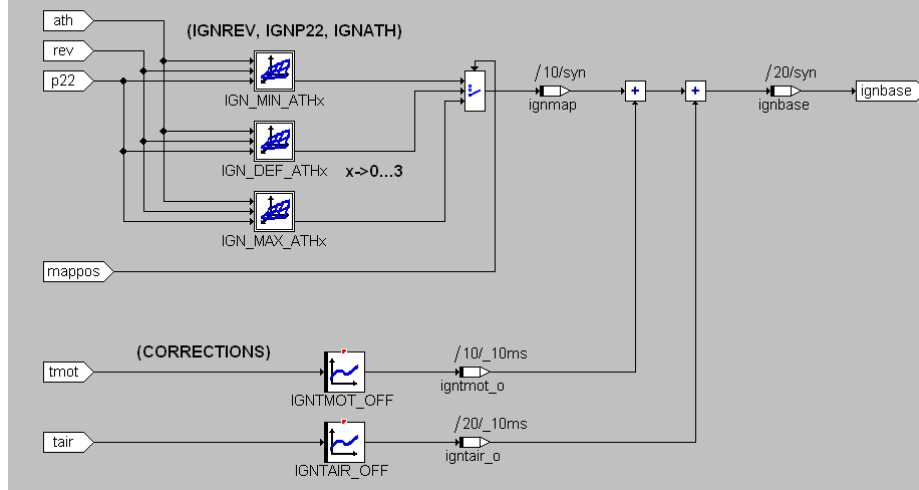 ath
(IGNREV, IGNP22, IGNATH)
rev
p22
/10/syn
/20/syn
IGN_MIN_ATHx
ignmap
+
+
ignbase
ignbase
IGN_DEF_ATHx x->0...3
IGN_MAX_ATHx
mappos
(CORRECTIONS)
/10/_10ms
tmot
igntmot_o
IGNTMOT_OFF
/20/_10ms
tair
igntair_o
IGNTAIR_OFF